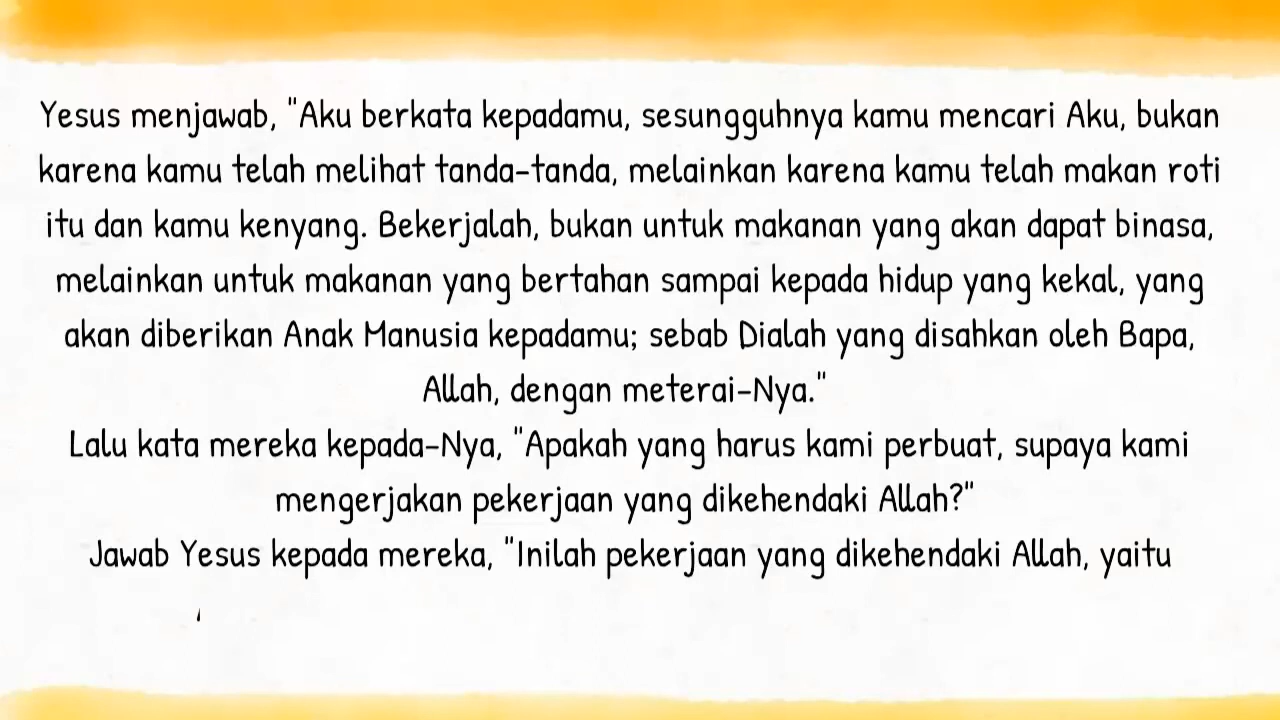 Yesus menjawab, "Aku berkata kepadamu, sesungguhnya kamu mencari Aku, bukan
karena kamu telah melihat tanda-tanda, melainkan karena kamu telah makan roti
itu dan kamu kenyang. Bekerjalah, bukan untuk makanan yang akan dapat binasa,
melainkan untuk makanan yang bertahan sampai kepada hidup yang kekal, yang
akan diberikan Anak Manusia kepadamu; sebab Dialah yang disahkan oleh Bapa,
Allah, dengan meterai-Nya."
Lalu kata mereka kepada-Nya, "Apakah yang harus kami perbuat, supaya kami
mengerjakan pekerjaan yang dikehendaki Allah?"
Jawab Yesus kepada mereka, "Inilah pekerjaan yang dikehendaki Allah, yaitu